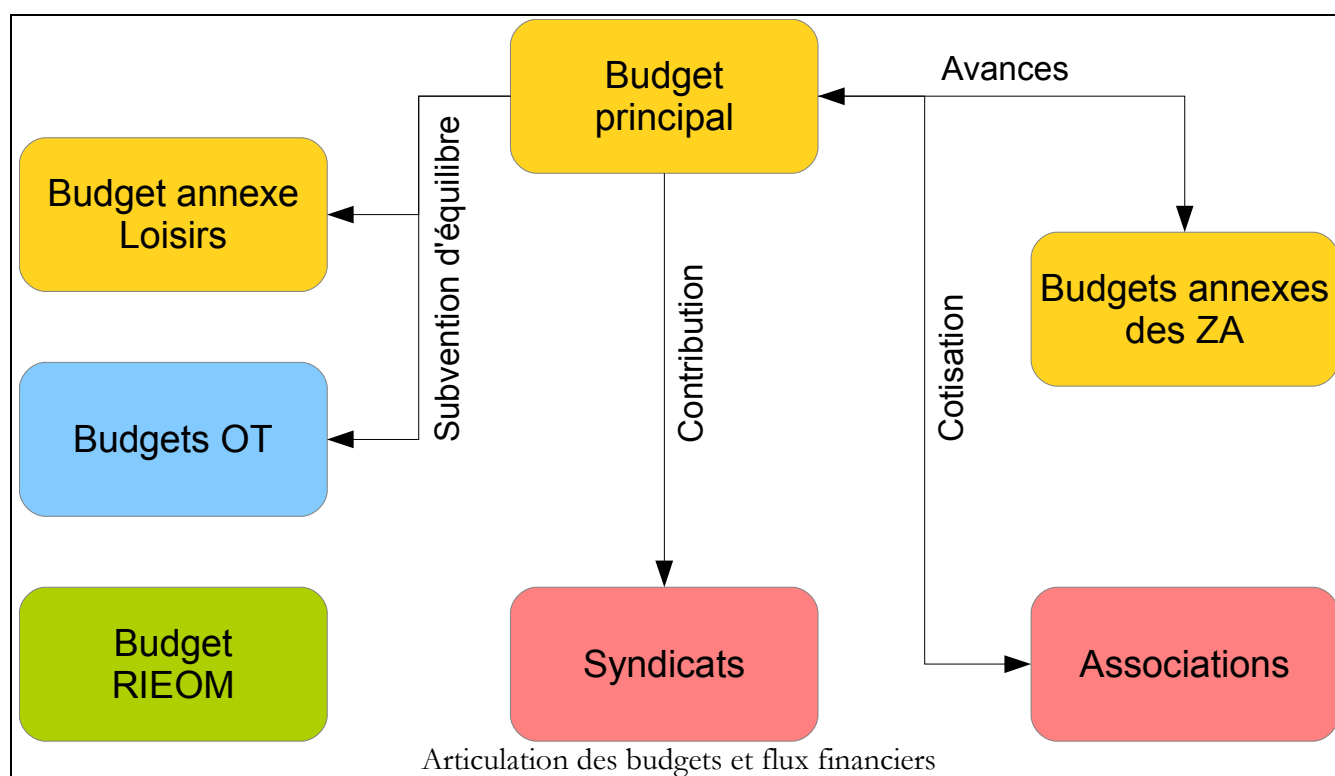 Budget
principal
Avances
Budget annexe
Loisirs
Subvention d'équilibre
Contribution
Cotisation
Budgets annexes
des ZA
Budgets OT
Budget
RIEOM
Syndicats
Associations
Articulation des budgets et flux financiers